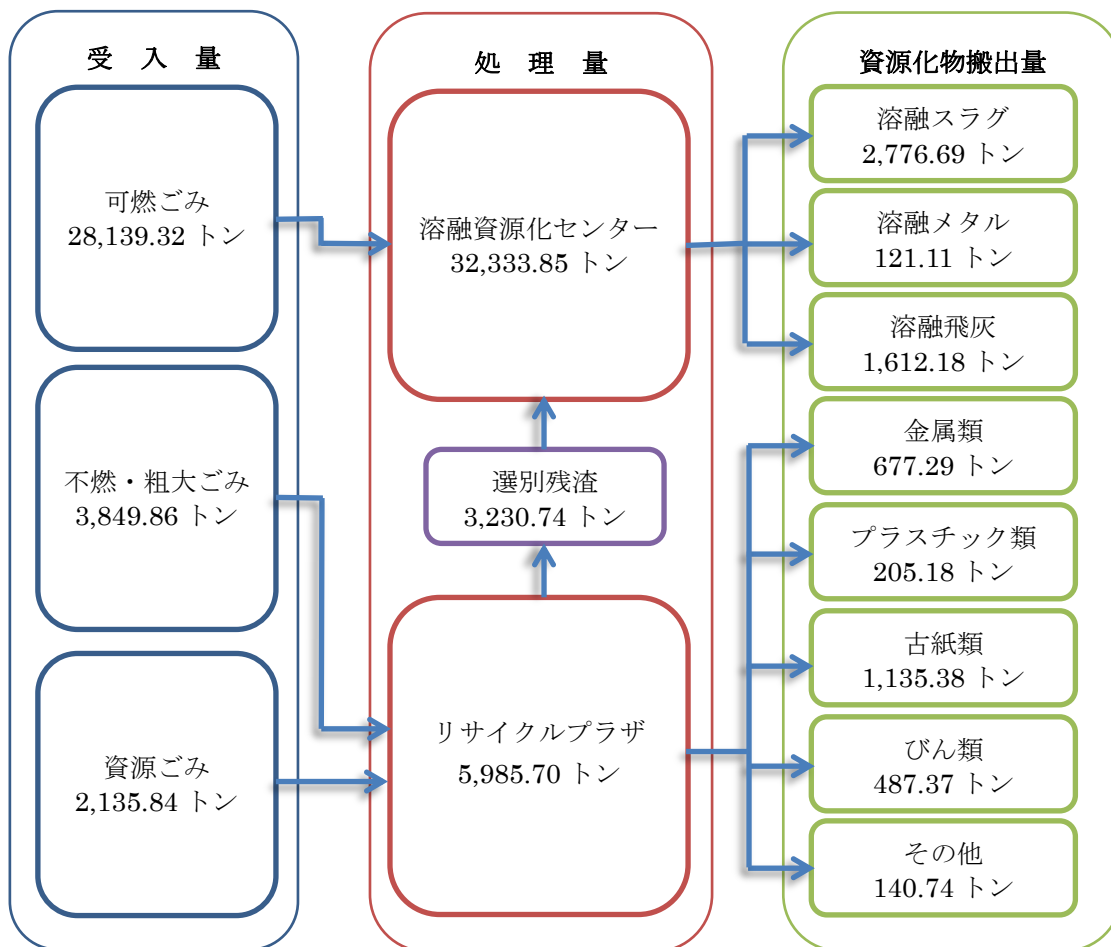 受　入　量
可燃ごみ
28,139.32 トン
不燃・粗大ごみ
3,849.86 トン
資源ごみ
2,135.84 トン
処　理　量
溶融資源化センター
32,333.85 トン
選別残渣
3,230.74 トン
リサイクルプラザ
5,985.70 トン
資源化物搬出量
溶融スラグ
2,776.69 トン
溶融メタル
121.11 トン
溶融飛灰
1,612.18 トン
金属類
677.29 トン
プラスチック類
205.18 トン
古紙類
1,135.38 トン
びん類
487.37 トン
その他
140.74 トン